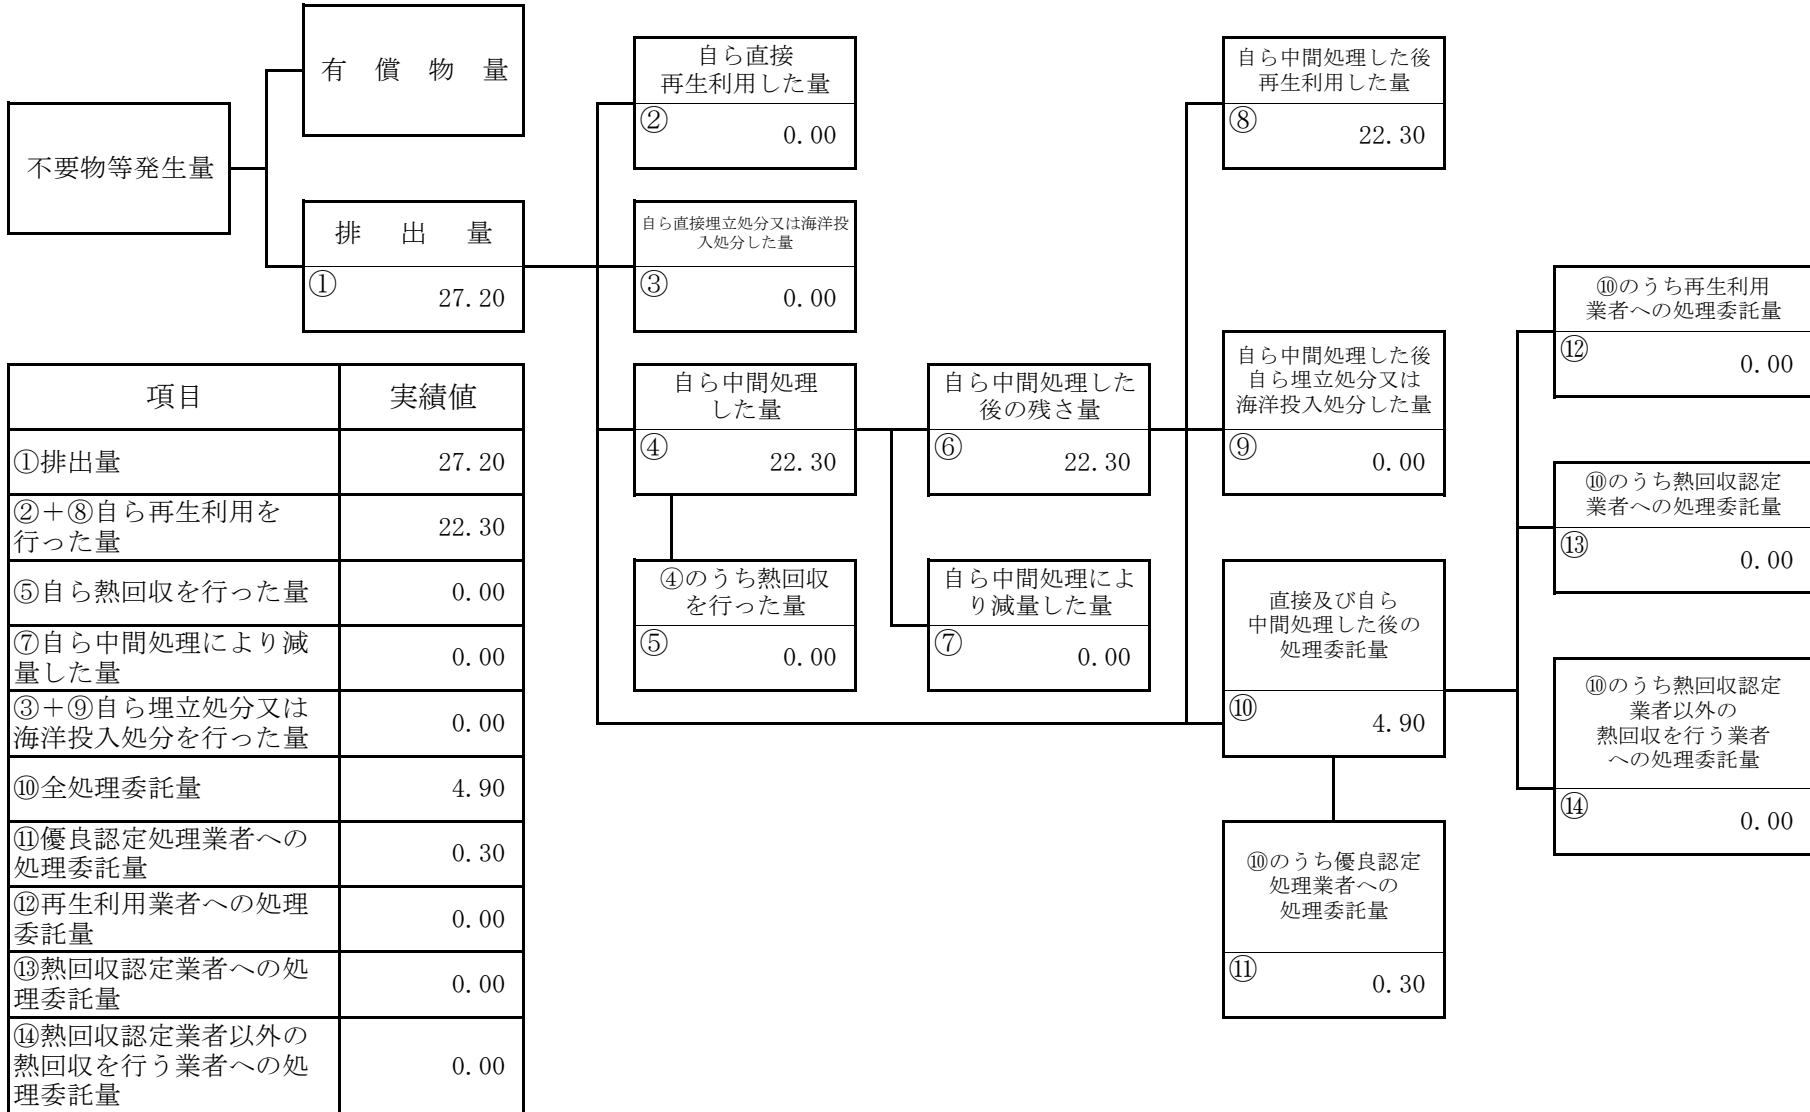 有償物量
不要物等発生量
排出量
①
27.20
自ら直接
再生利用した量
②
0.00
自ら直接埋立処分又は海洋投
入処分した量
③
0.00
自ら中間処理
した量
④
22.30
④のうち熱回収
を行った量
⑤
0.00
自ら中間処理した
後の残さ量
⑥
22.30
自ら中間処理によ
り減量した量
⑦
0.00
自ら中間処理した後
再生利用した量
⑧
22.30
自ら中間処理した後
自ら埋立処分又は
海洋投入処分した量
⑨
0.00
直接及び自ら
中間処理した後の
処理委託量
⑩
4.90
⑩のうち優良認定
処理業者への
処理委託量
⑪
0.30
⑩のうち再生利用
業者への処理委託量
⑫
0.00
⑩のうち熱回収認定
業者への処理委託量
⑬
0.00
⑩のうち熱回収認定
業者以外の
熱回収を行う業者
への処理委託量
⑭
0.00
項目 実績値
①排出量 27.20
②＋⑧自ら再生利用を
行った量 22.30
⑤自ら熱回収を行った量 0.00
⑦自ら中間処理により減
量した量 0.00
③＋⑨自ら埋立処分又は
海洋投入処分を行った量 0.00
⑩全処理委託量 4.90
⑪優良認定処理業者への
処理委託量 0.30
⑫再生利用業者への処理
委託量 0.00
⑬熱回収認定業者への処
理委託量 0.00
⑭熱回収認定業者以外の
熱回収を行う業者への処
理委託量 0.00